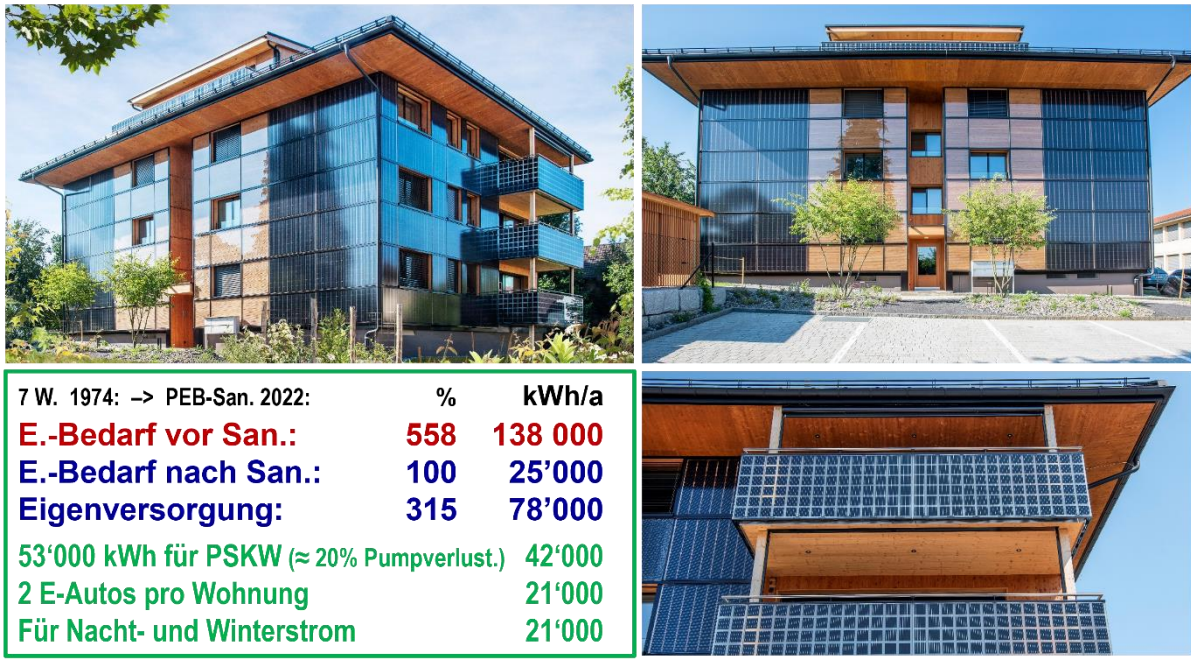 7 W. 1974: –> PEB-San. 2022: % kWh/a
E.-Bedarf vor San.: 558 138 000
E.-Bedarf nach San.: 100 25’000
Eigenversorgung: 315 78’000
53‘000 kWh für PSKW (≈ 20% Pumpverlust.) 42‘000
2 E-Autos pro Wohnung 21‘000
Für Nacht- und Winterstrom 21‘000